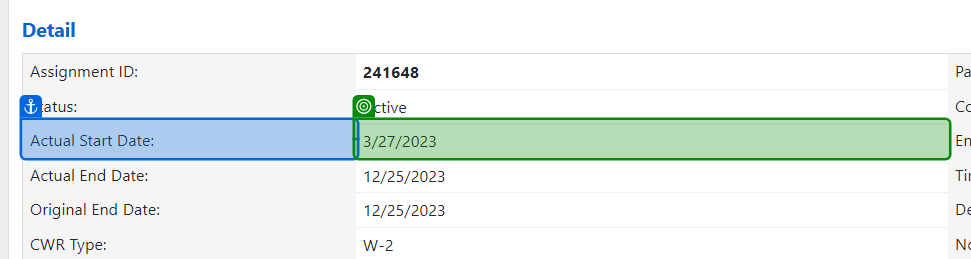 Detail
Assignment ID: 241648 Pa
tatus: ctive Co
Actual Start Date: 3/27/2023 En
Actual End Date: 12/25/2023 Tir
Original End Date: 12/25/2023 De
CWR Type: W-2 No